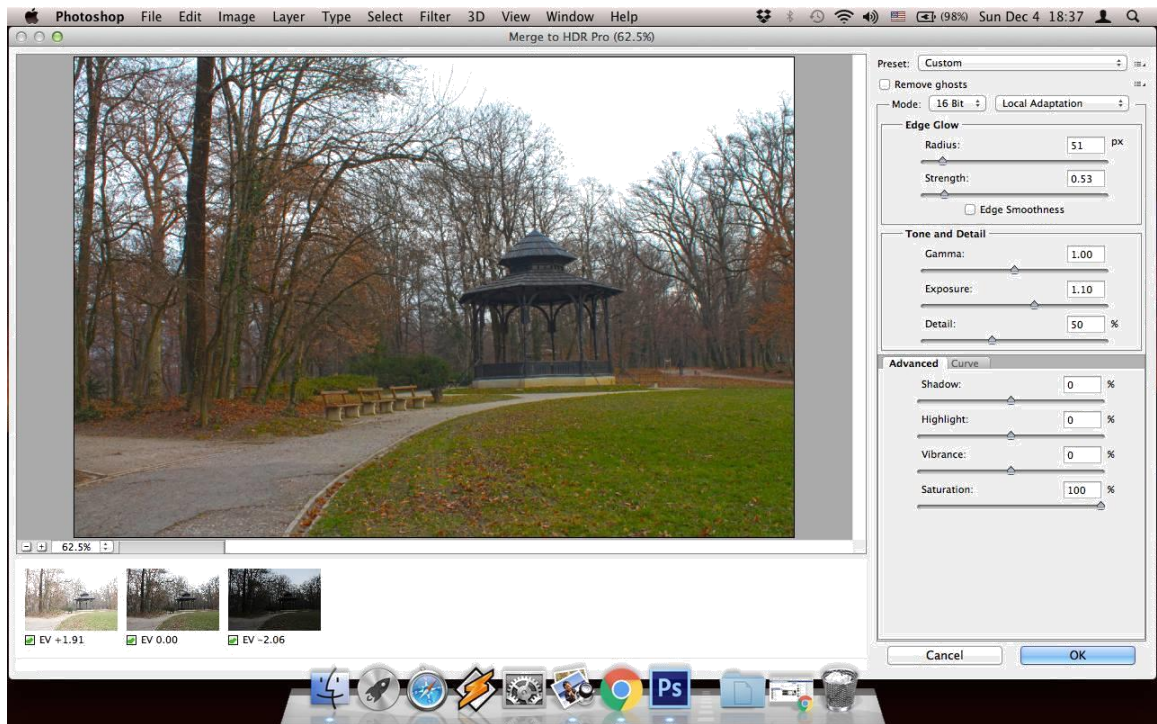 Photoshop File Edit Image Layer Type Select Filter 3D View Window Help (98%) Sun Dec 4 18:37
Merge to HDR Pro (62.5%)
Preset: Custom
Remove ghosts
Mode: 16 Bit Local Adaptation
Edge Glow
Radius: 51 px
Strength: 0.53
Edge Smoothness
Tone and Detail
Gamma: 1.00
Exposure: 1.10
Detail: 50 %
Advanced Curve
Shadow: 0 %
Highlight: 0 %
Vibrance: 0 %
Saturation: 100 %
62.5%
EV +1.91 EV 0.00 EV -2.06
Cancel OK
Ps